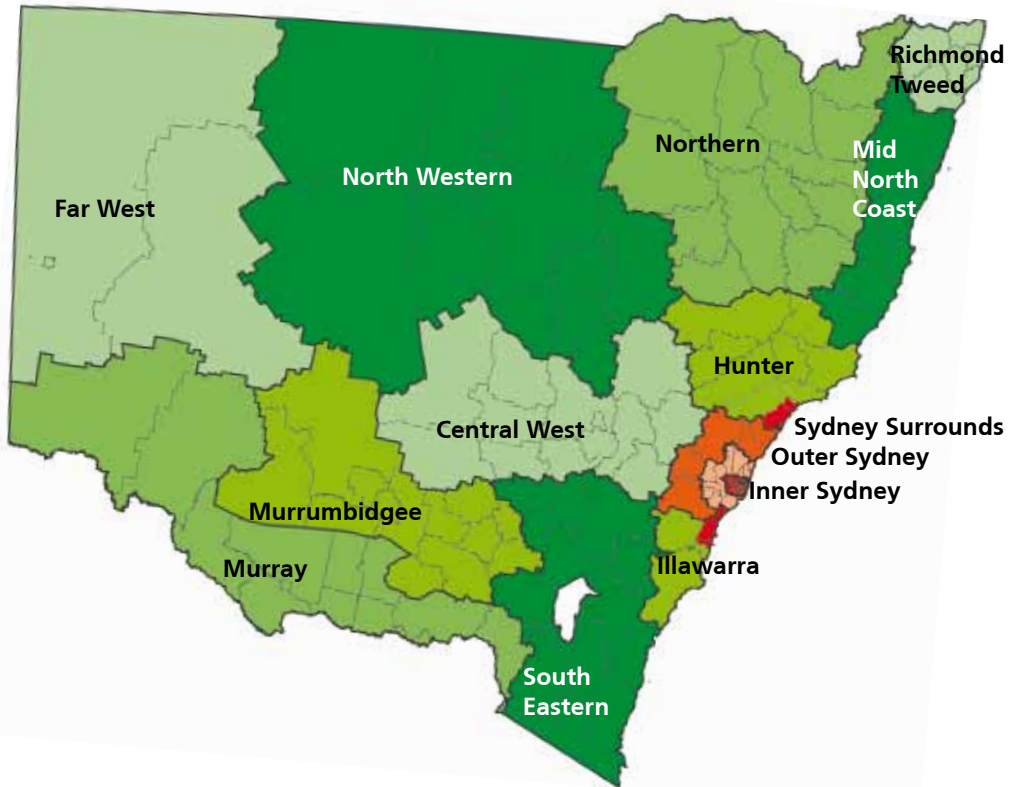 Richmond
Tweed
Northern
Mid
North
Coast
North Western
Far West
Hunter
Central West
Sydney Surrounds
Outer Sydney
Inner Sydney
Murrumbidgee
Illawarra
Murray
South
Eastern